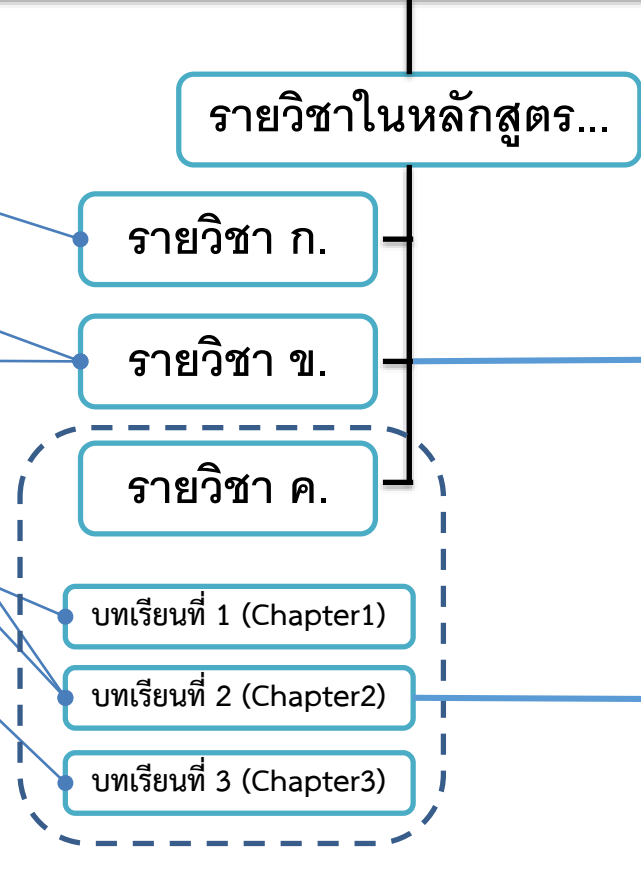 รายวิชาในหลักสูตร...
รายวิชา ก.
รายวิชา ข.
รายวิชา ค.
บทเรียนที่ 1 (Chapter1)
บทเรียนที่ 2 (Chapter2)
บทเรียนที่ 3 (Chapter3)